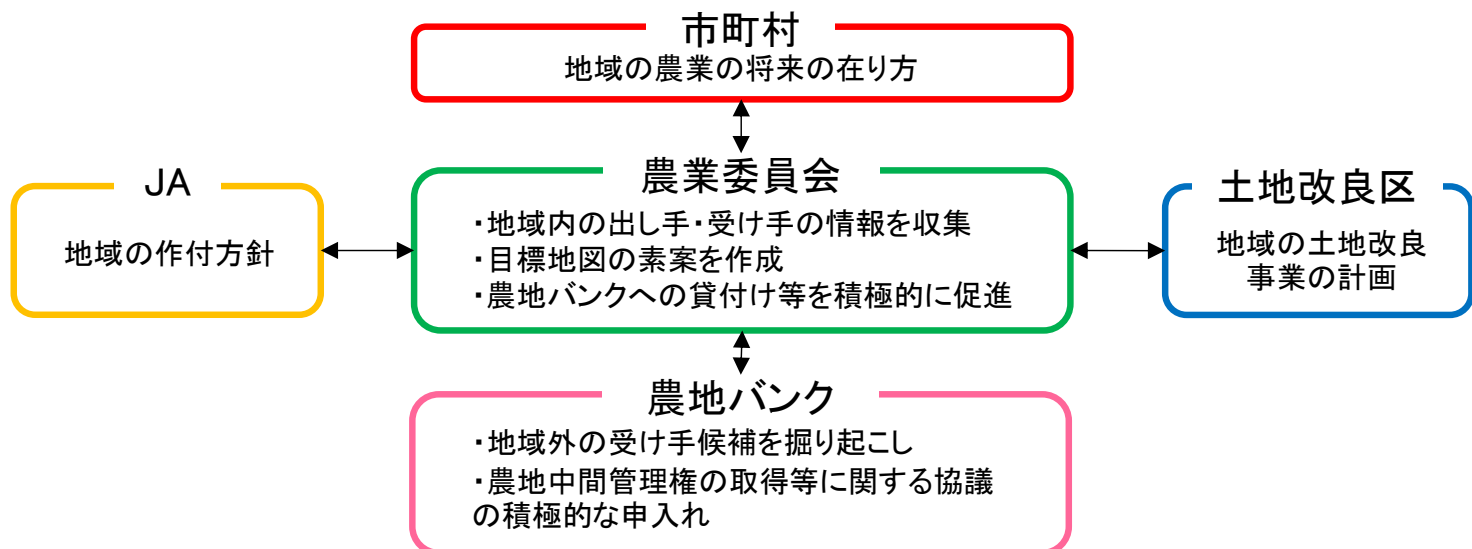 市町村
地域の農業の将来の在り方
JA
地域の作付方針
農業委員会
・地域内の出し手・受け手の情報を収集
・目標地図の素案を作成
・農地バンクへの貸付け等を積極的に促進
土地改良区
地域の土地改良
事業の計画
農地バンク
・地域外の受け手候補を掘り起こし
・農地中間管理権の取得等に関する協議
の積極的な申入れ